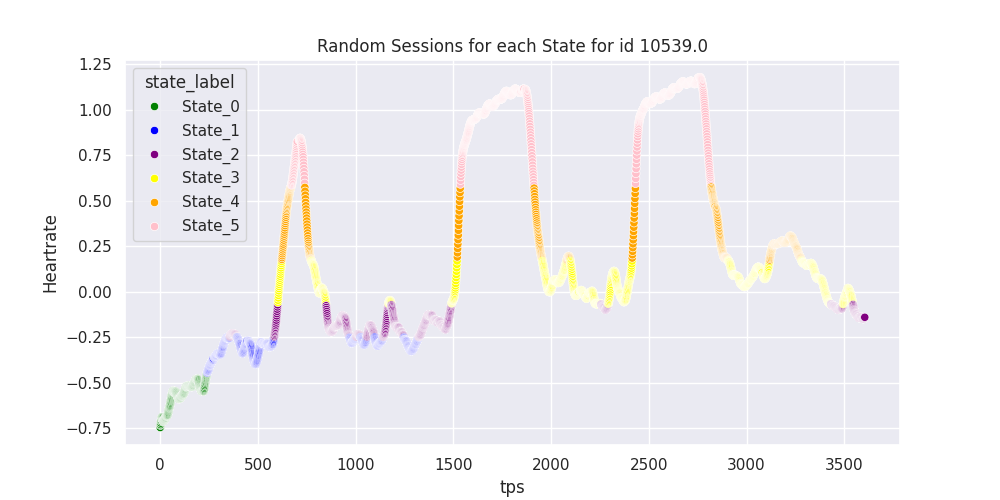 Random Sessions for each State for id 10539.0
1.25
1.00
0.75
0.50
0.25
0.00
−0.25
−0.50
−0.75
Heartrate
state_label
State_0
State_1
State_2
State_3
State_4
State_5
0 500 1000 1500 2000 2500 3000 3500
tps